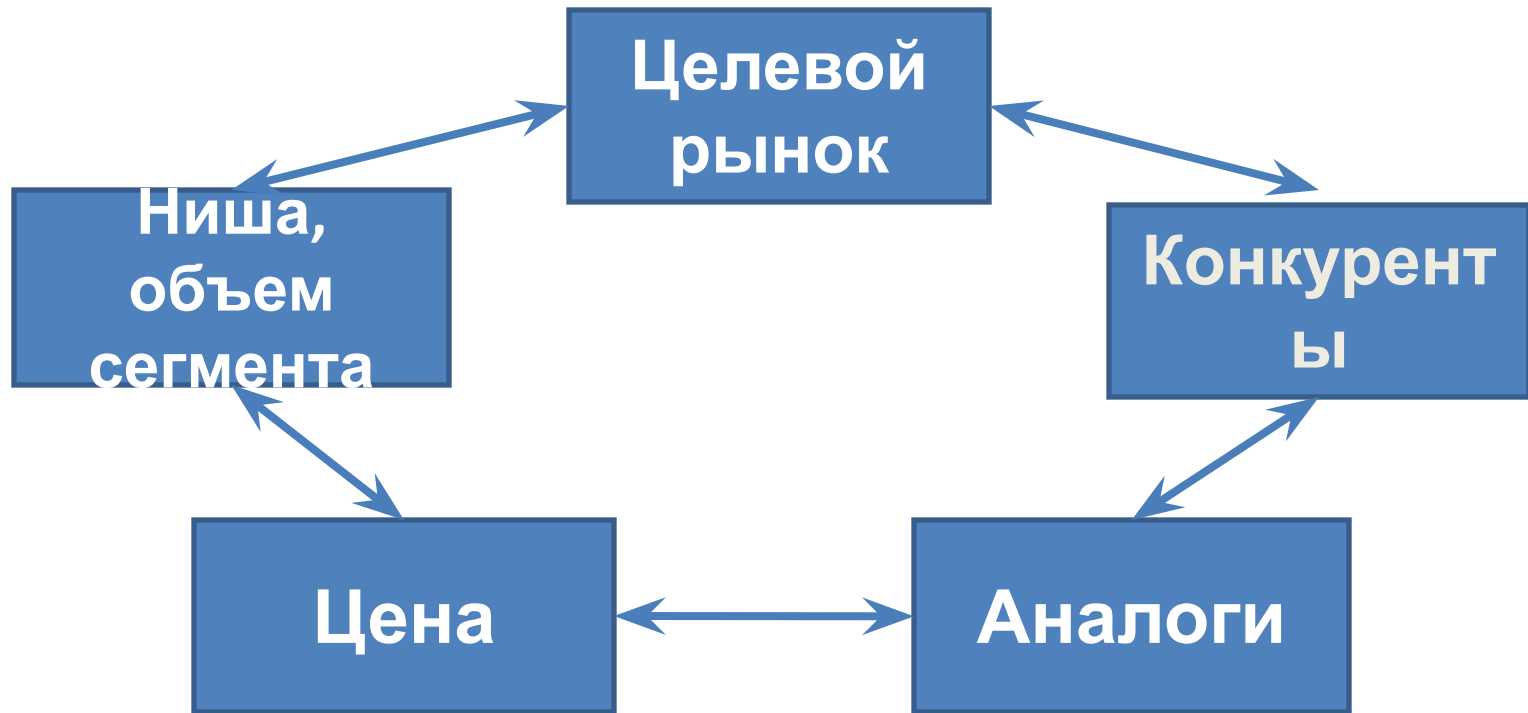 Целевой
рынок
Ниша,
объем
сегмента
Конкурент
ы
Цена
Аналоги